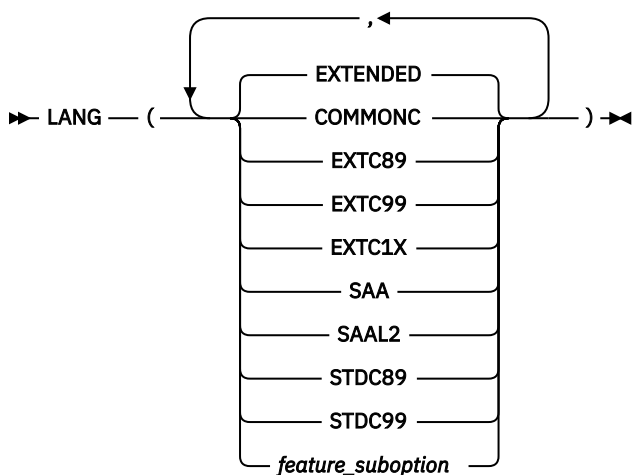 ,
EXTENDED
LANG ( COMMONC )
EXTC89
EXTC99
EXTC1X
SAA
SAAL2
STDC89
STDC99
feature_suboption